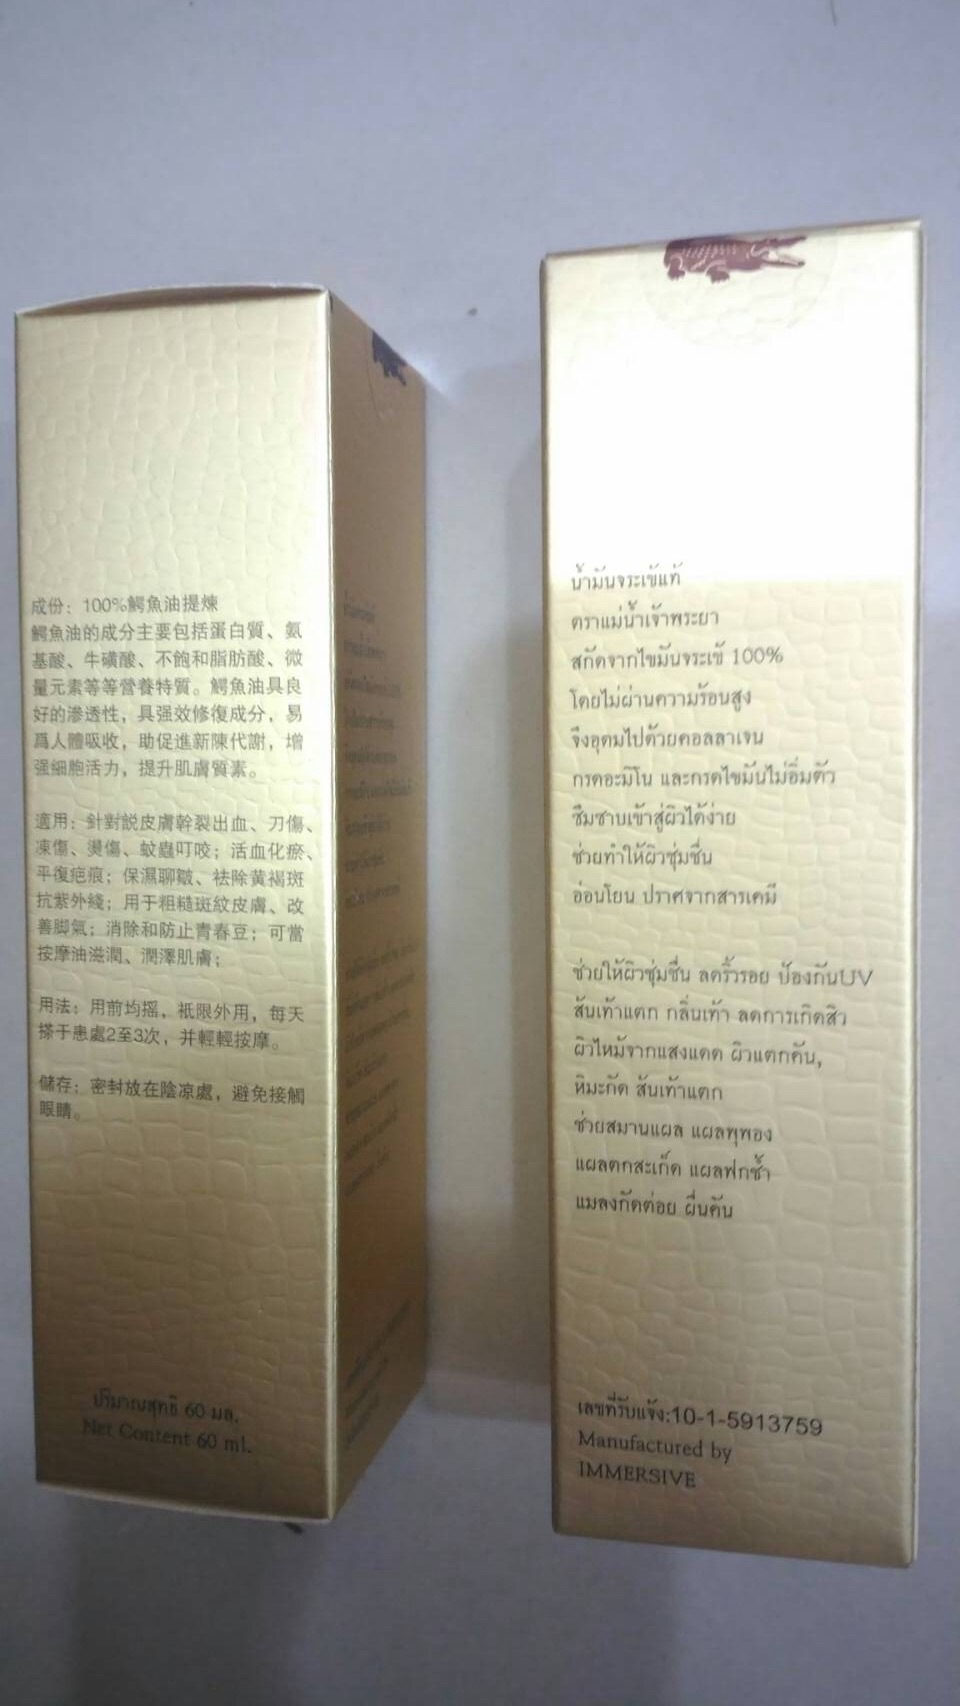 成份：100%鰐魚油提煉
鰐魚油的成分主要包括蛋白質、氨
基酸、牛磺酸、不飽和脂肪酸、微
量元素等等營養特質。鰐魚油具良
好的滲透性，具强效修復成分，易
爲人體吸收，助促進新陳代謝，增
强細胞活力，提升肌膚質素。
適用：針對説皮膚幹裂出血、刀傷、
凍傷、燙傷、蚊蟲叮咬；活血化瘀、
平復疤痕；保濕聊皺、祛除黄褐斑
抗紫外綫；用于粗糙斑紋皮膚、改
善脚氣；消除和防止青春豆；可當
按摩油滋潤、潤澤肌膚；
用法：用前均摇，祇限外用，每天
搽于患處2至3次，并輕輕按摩。
儲存：密封放在陰凉處，避免接觸
眼睛。
ปริมาณสุทธิ 60 มล.
Net Content 60 ml.
น้ำมันจระเข้แท้
ตราแม่น้ำเจ้าพระยา
สกัดจากไขมันจระเข้ 100%
โดยไม่ผ่านความร้อนสูง
จึงอุดมไปด้วยคอลลาเจน
กรดอะมิโน และกรดไขมันไม่อิ่มตัว
ซึมซาบเข้าสู่ผิวได้ง่าย
ช่วยทำให้ผิวชุ่มชื่น
อ่อนโยน ปราศจากสารเคมี
ช่วยให้ผิวชุ่มชื่น ลดริ้วรอย ป้องกันUV
ส้นเท้าแตก กลิ่นเท้า ลดการเกิดสิว
ผิวไหม้จากแสงแดด ผิวแตกคัน,
หิมะกัด ส้นเท้าแตก
ช่วยสมานแผล แผลพุพอง
แผลตกสะเก็ด แผลฟกช้ำ
แมลงกัดต่อย ผื่นคัน
เลขที่รับแจ้ง:10-1-5913759
Manufactured by
IMMERSIVE